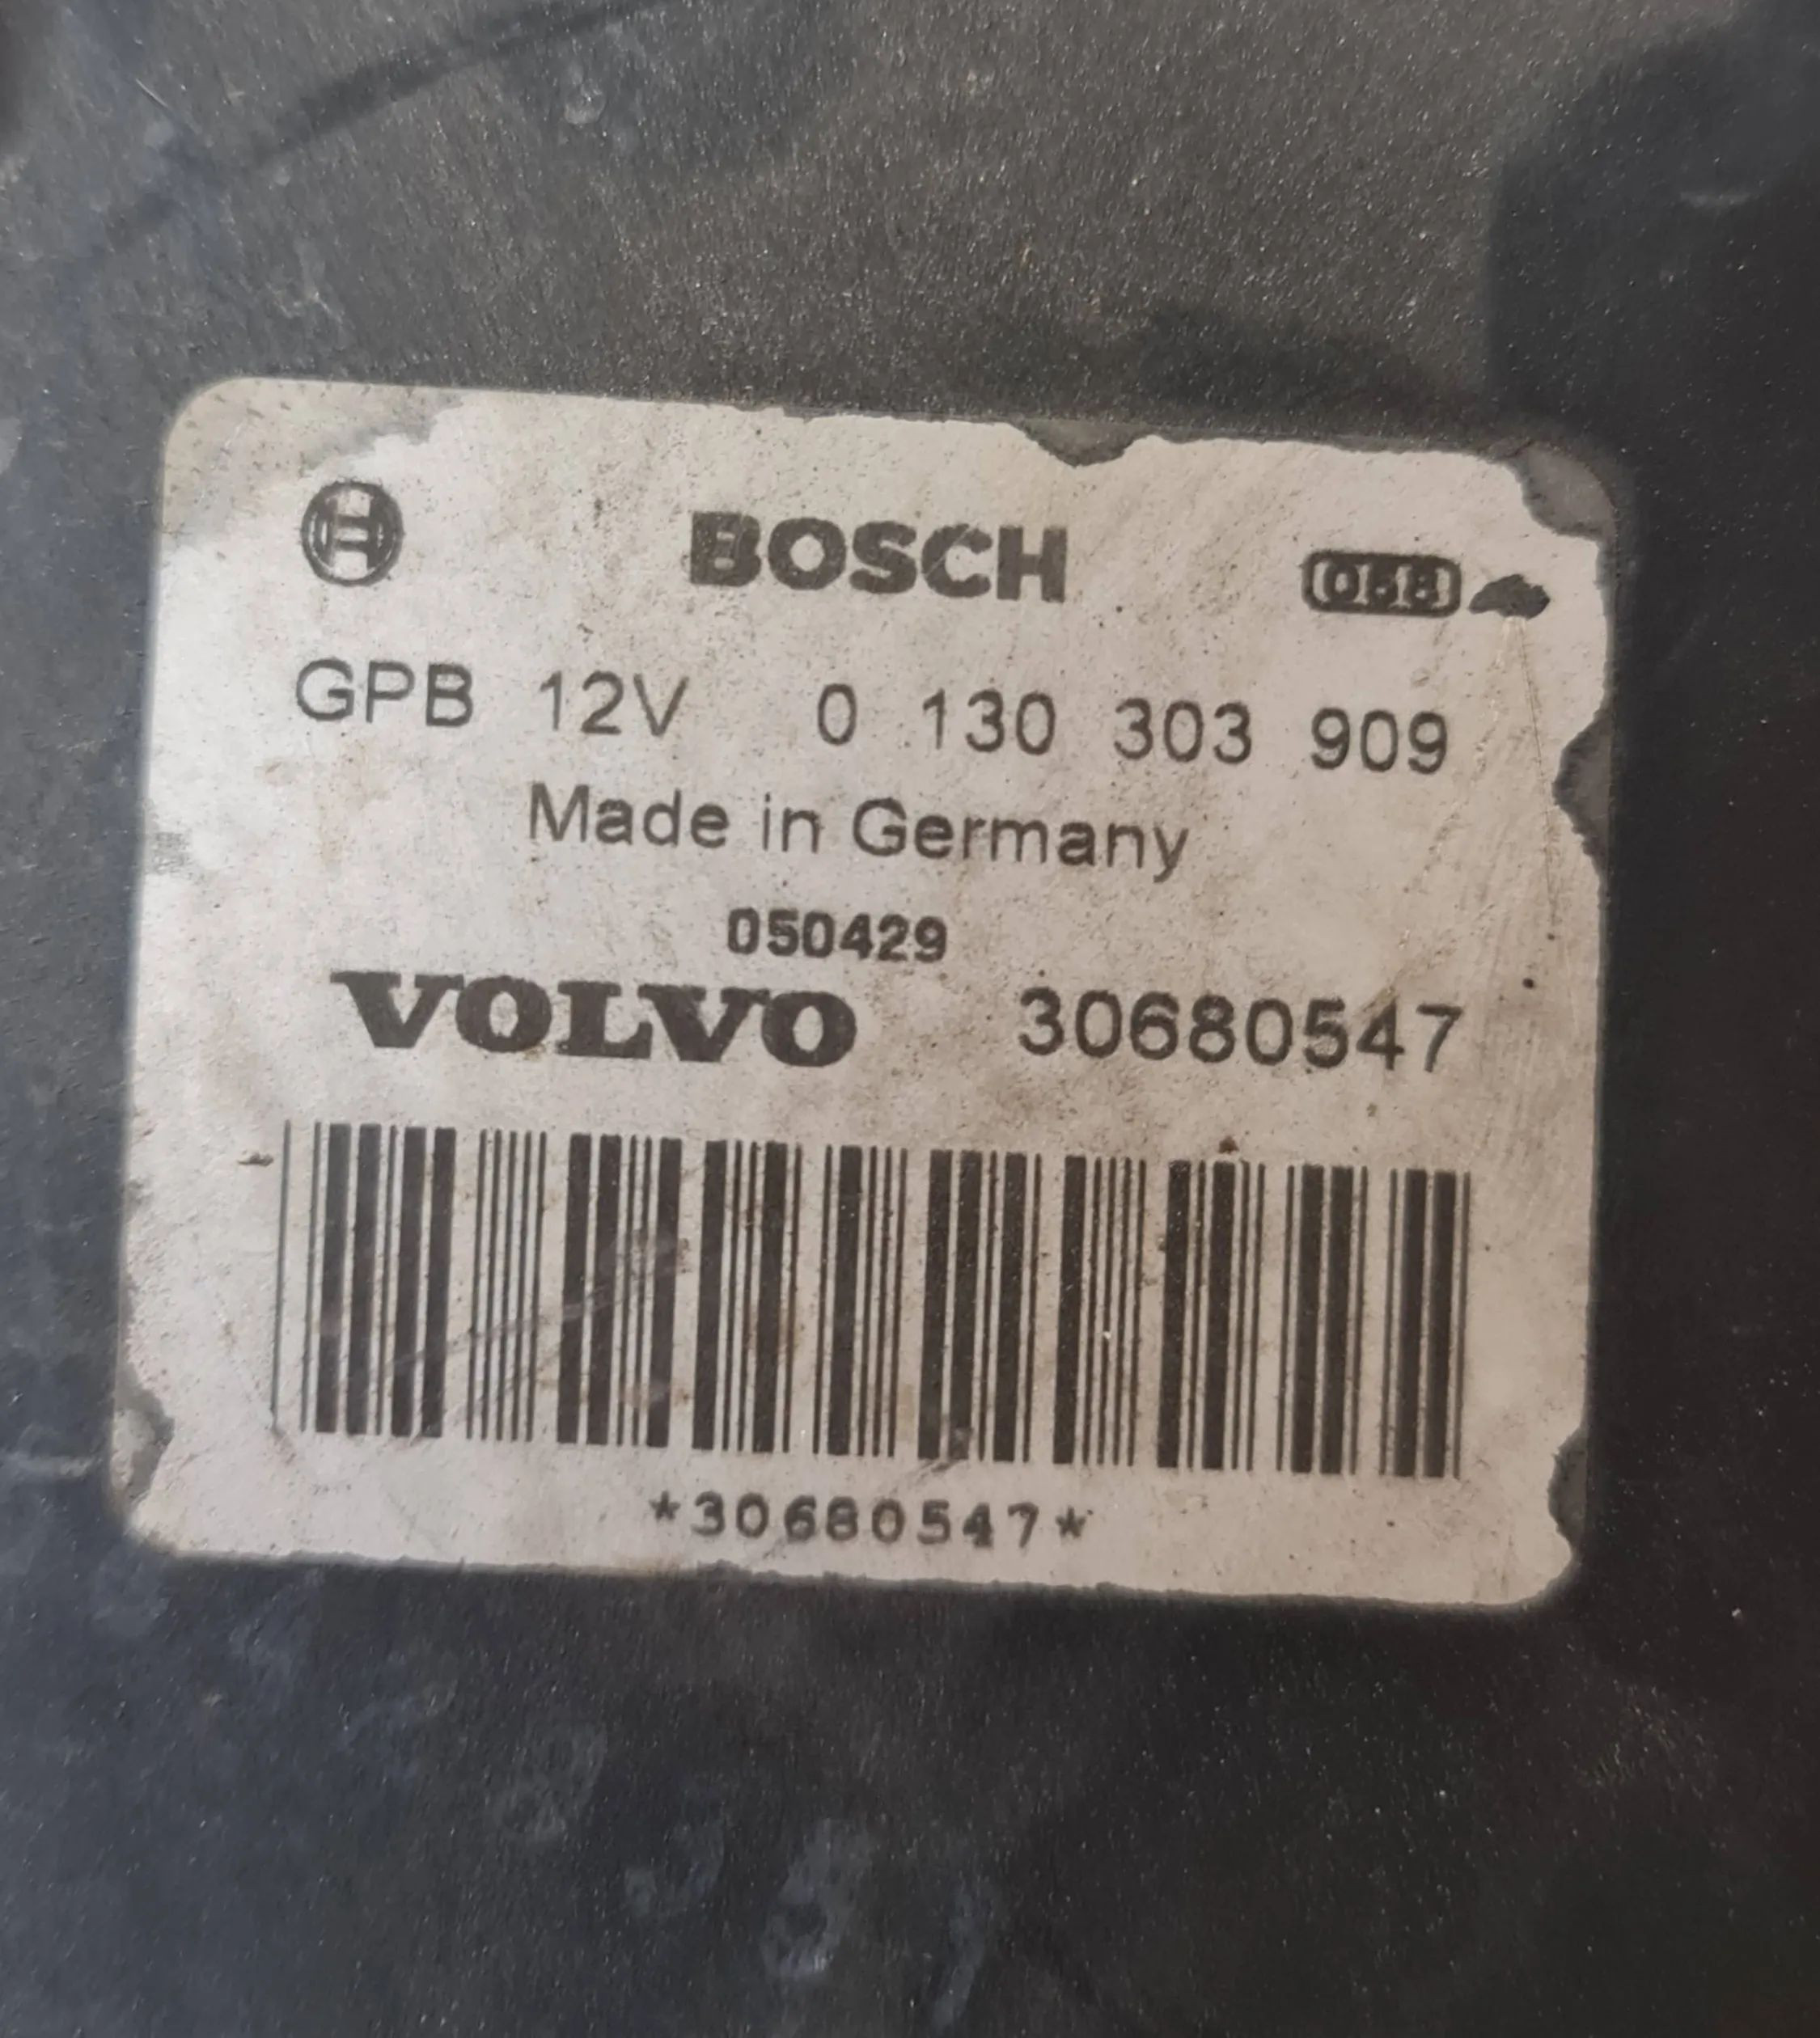 BOSCH
GPB 12V 0 130 303 909
Made in Germany
050429
VOLVO 30680547
*30680547*